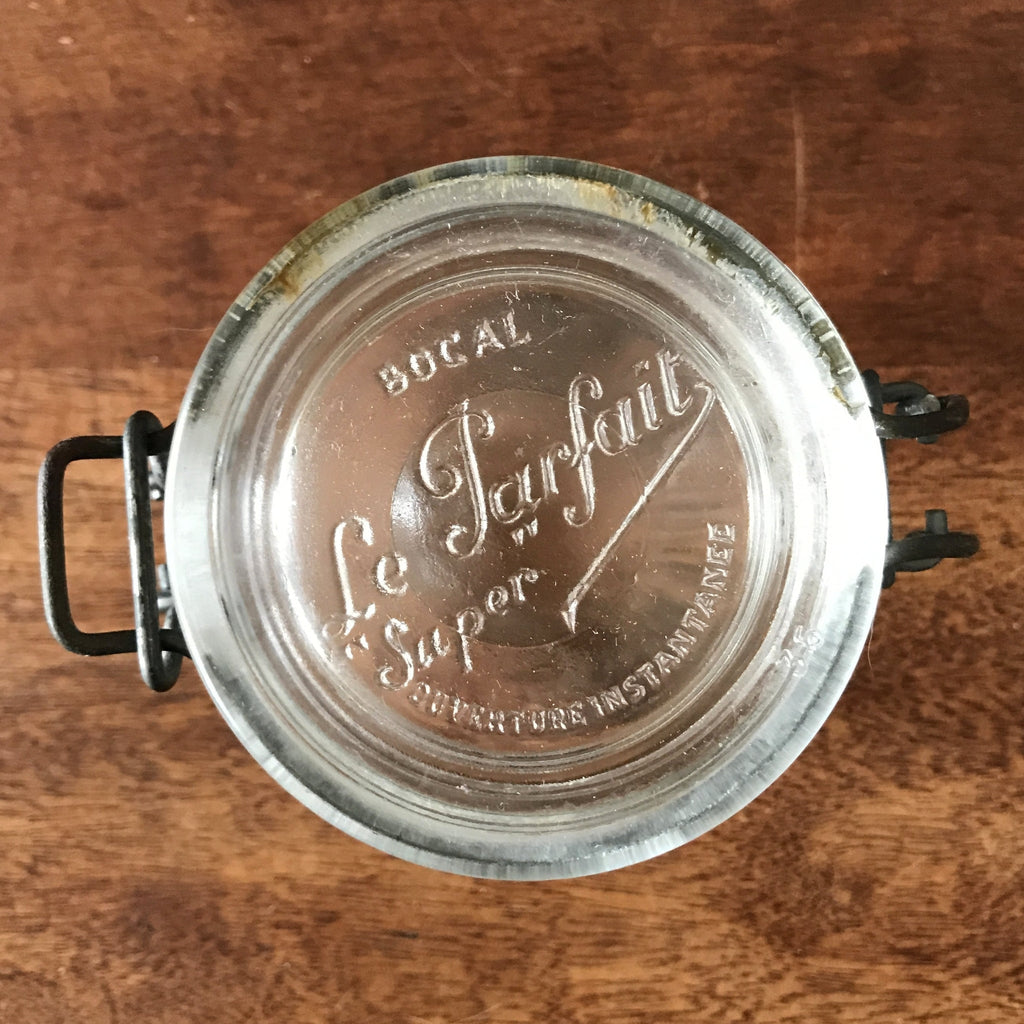 BOCAL
Le Parfait
"Super"
OUVERTURE INSTANTANEE